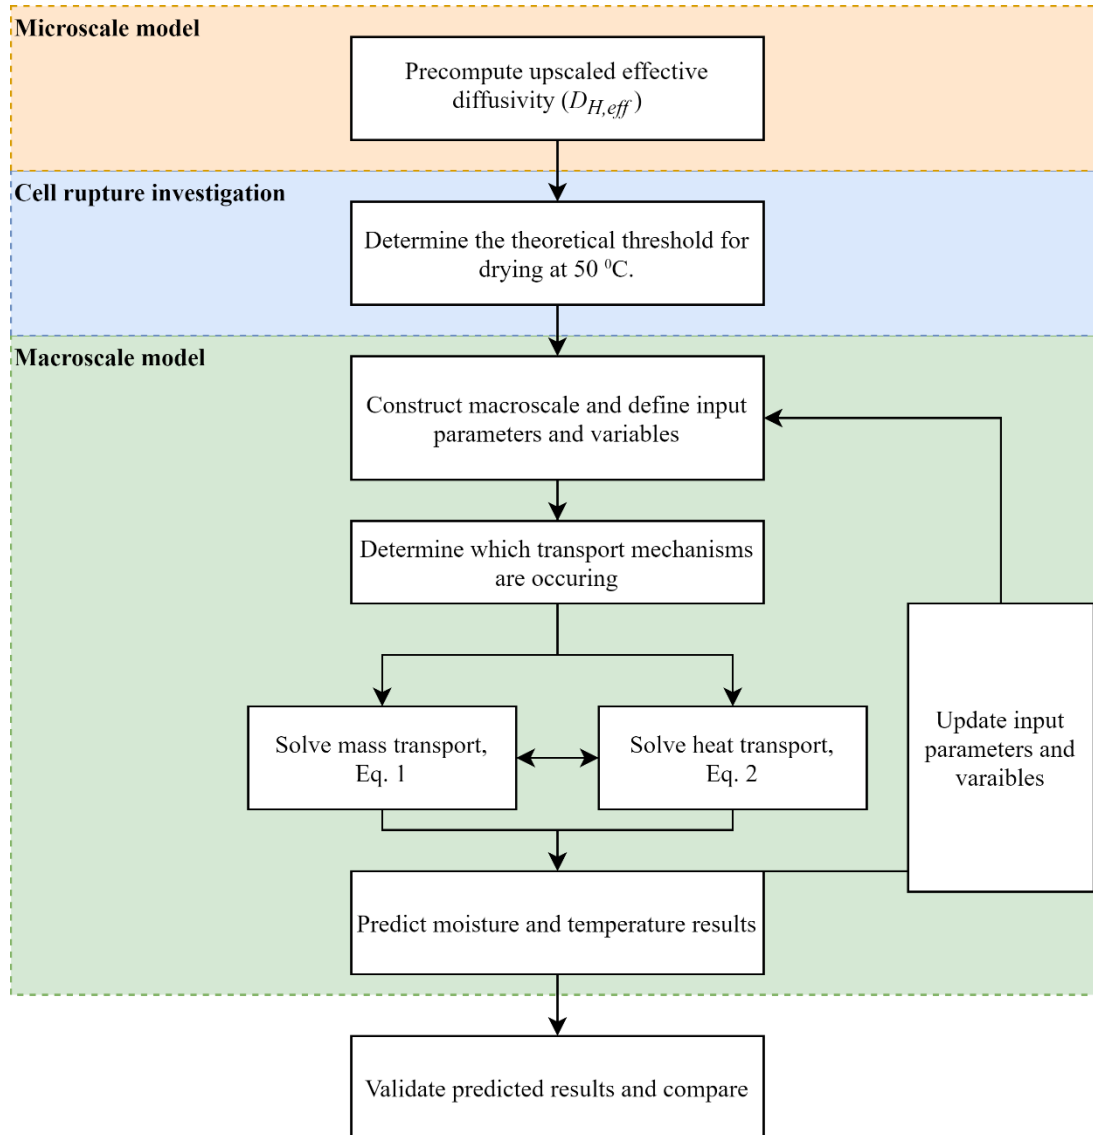 Microscale model
Precompute upscaled effective
diffusivity (D_{H,eff})
Cell rupture investigation
Determine the theoretical threshold for
drying at 50 ⁰C.
Macroscale model
Construct macroscale and define input
parameters and variables
Determine which transport mechanisms
are occuring
Solve mass transport,
Eq. 1
Solve heat transport,
Eq. 2
Update input
parameters and
varaibles
Predict moisture and temperature results
Validate predicted results and compare